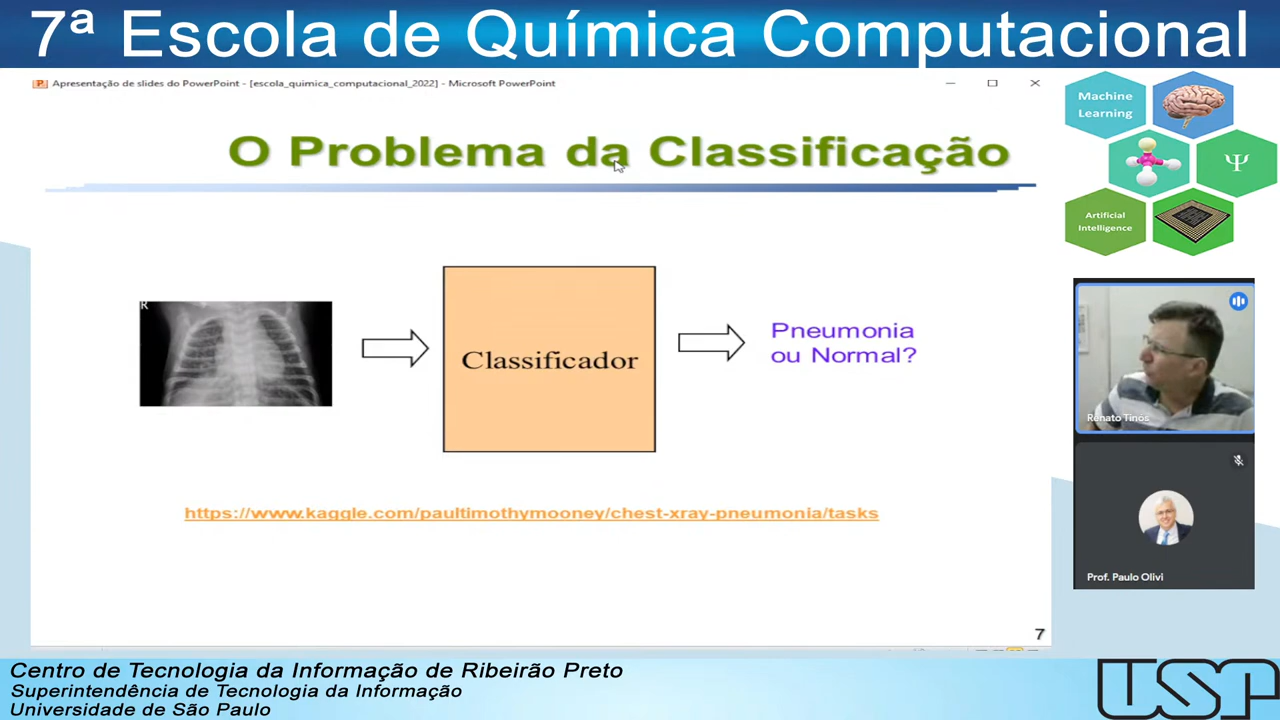 7ª Escola de Química Computacional
Apresentação de slides do PowerPoint - [escola_quimica_computacional_2022] - Microsoft PowerPoint
O Problema da Classificação
R
Classificador
Pneumonia
ou Normal?
https://www.kaggle.com/paultimothymooney/chest-xray-pneumonia/tasks
7
Machine
Learning
Ψ
Artificial
Intelligence
Renato Tinós
Prof. Paulo Olivi
Centro de Tecnologia da Informação de Ribeirão Preto
Superintendência de Tecnologia da Informação
Universidade de São Paulo
USP